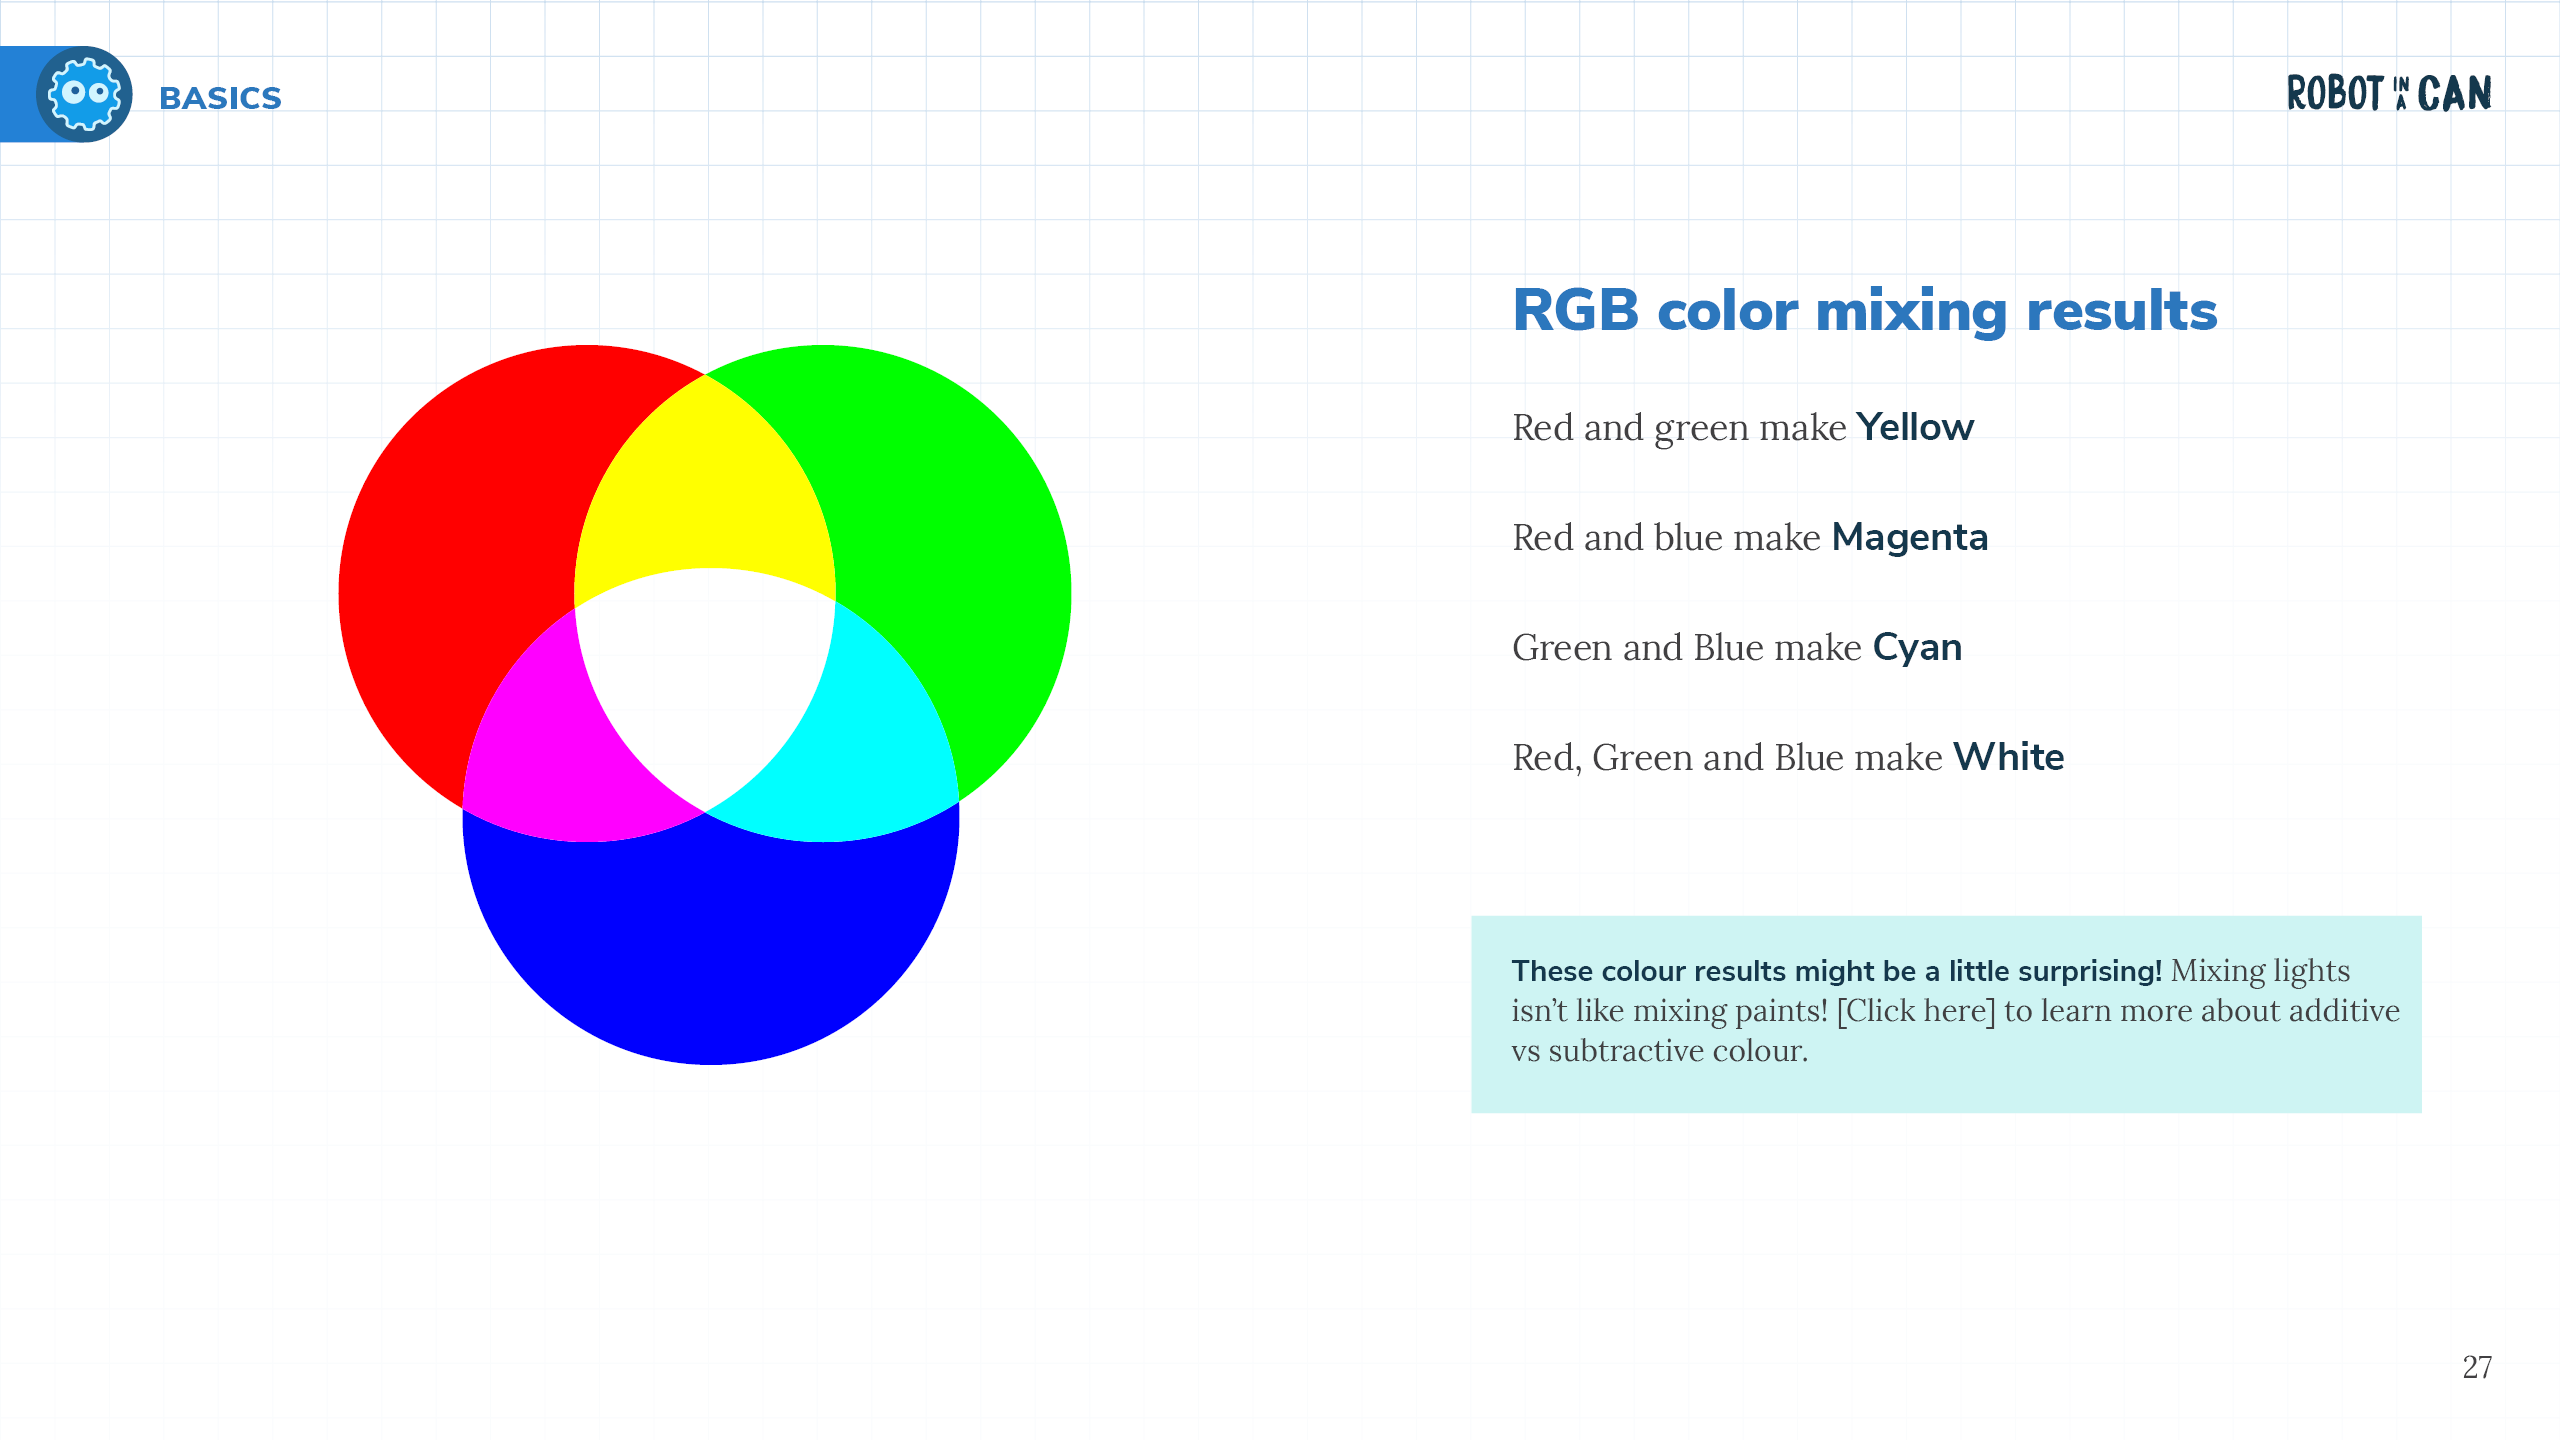 BASICS
ROBOT IN A CAN
RGB color mixing results
Red and green make Yellow
Red and blue make Magenta
Green and Blue make Cyan
Red, Green and Blue make White
These colour results might be a little surprising! Mixing lights
isn’t like mixing paints! [Click here] to learn more about additive
vs subtractive colour.
27